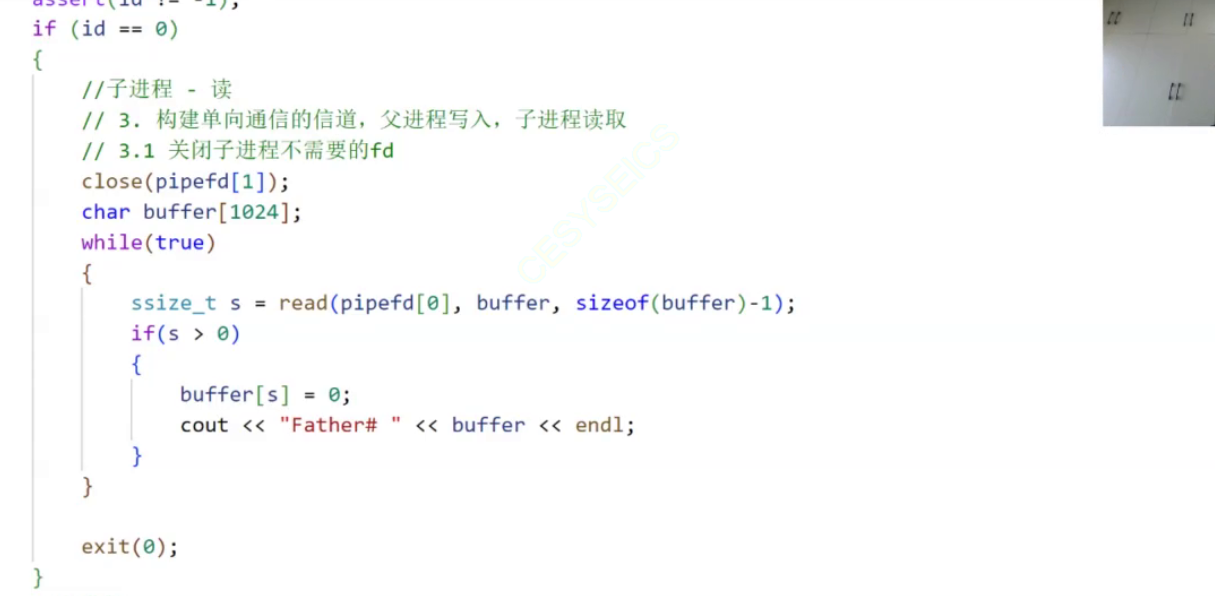 assert(id != -1);
if (id == 0)
{
//子进程 - 读
// 3. 构建单向通信的信道，父进程写入，子进程读取
// 3.1 关闭子进程不需要的fd
close(pipefd[1]);
char buffer[1024];
while(true)
{
ssize_t s = read(pipefd[0], buffer, sizeof(buffer)-1);
if(s > 0)
{
buffer[s] = 0;
cout << "Father# " << buffer << endl;
}
}
exit(0);
}
CESYSEICS